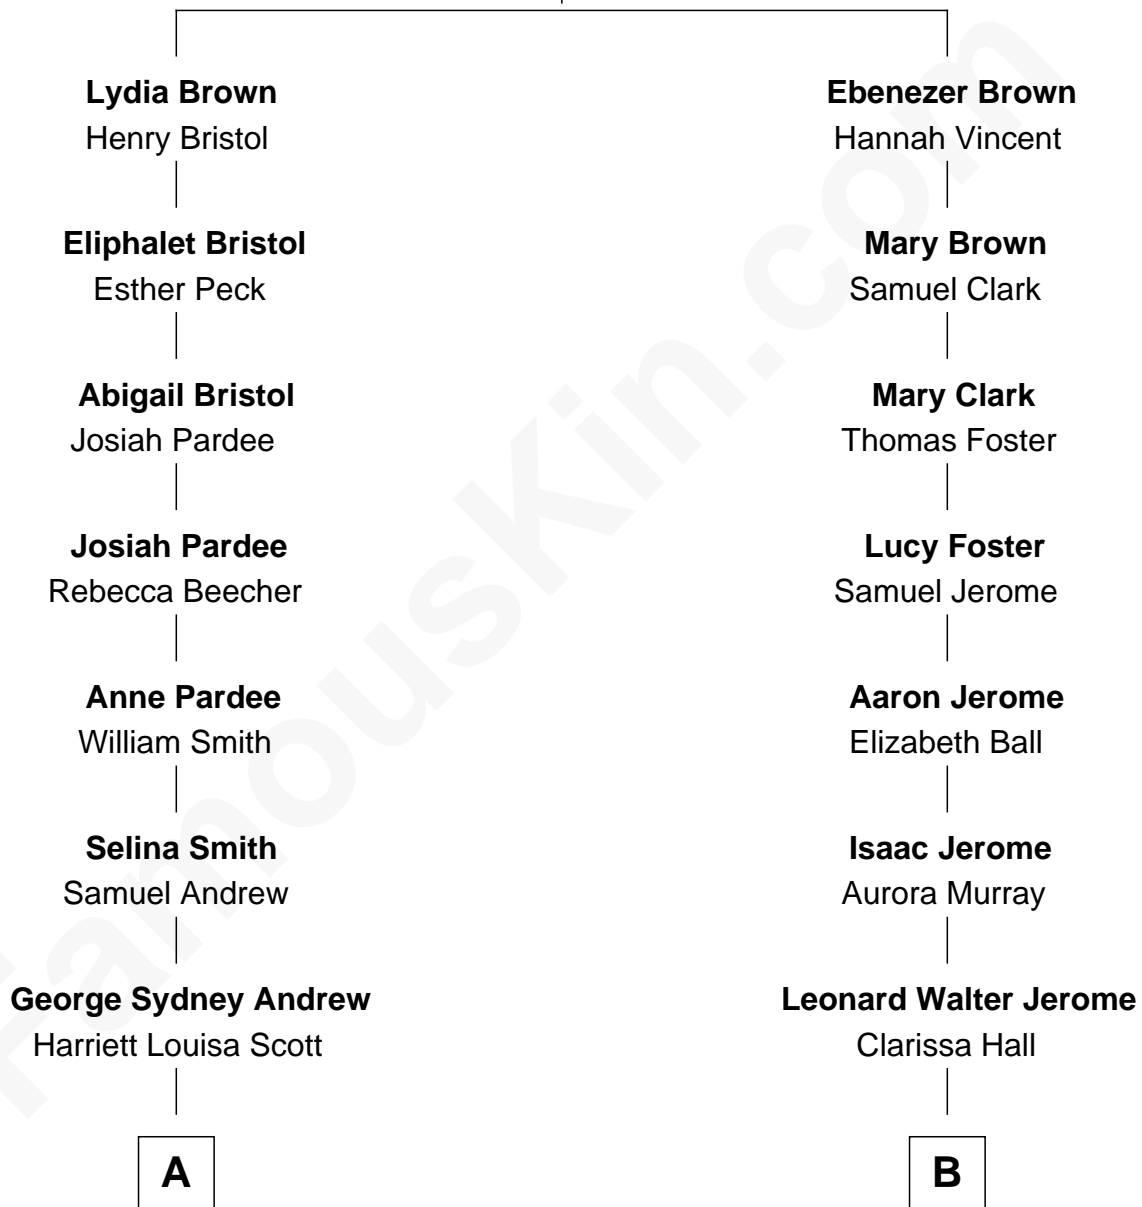 Lydia Brown
Henry Bristol
Ebenezer Brown
Hannah Vincent
Eliphalet Bristol
Esther Peck
Mary Brown
Samuel Clark
Abigail Bristol
Josiah Pardee
Mary Clark
Thomas Foster
Josiah Pardee
Rebecca Beecher
Lucy Foster
Samuel Jerome
Anne Pardee
William Smith
Aaron Jerome
Elizabeth Ball
Selina Smith
Samuel Andrew
Isaac Jerome
Aurora Murray
George Sydney Andrew
Harriett Louisa Scott
Leonard Walter Jerome
Clarissa Hall
A
B
FamousKin.com